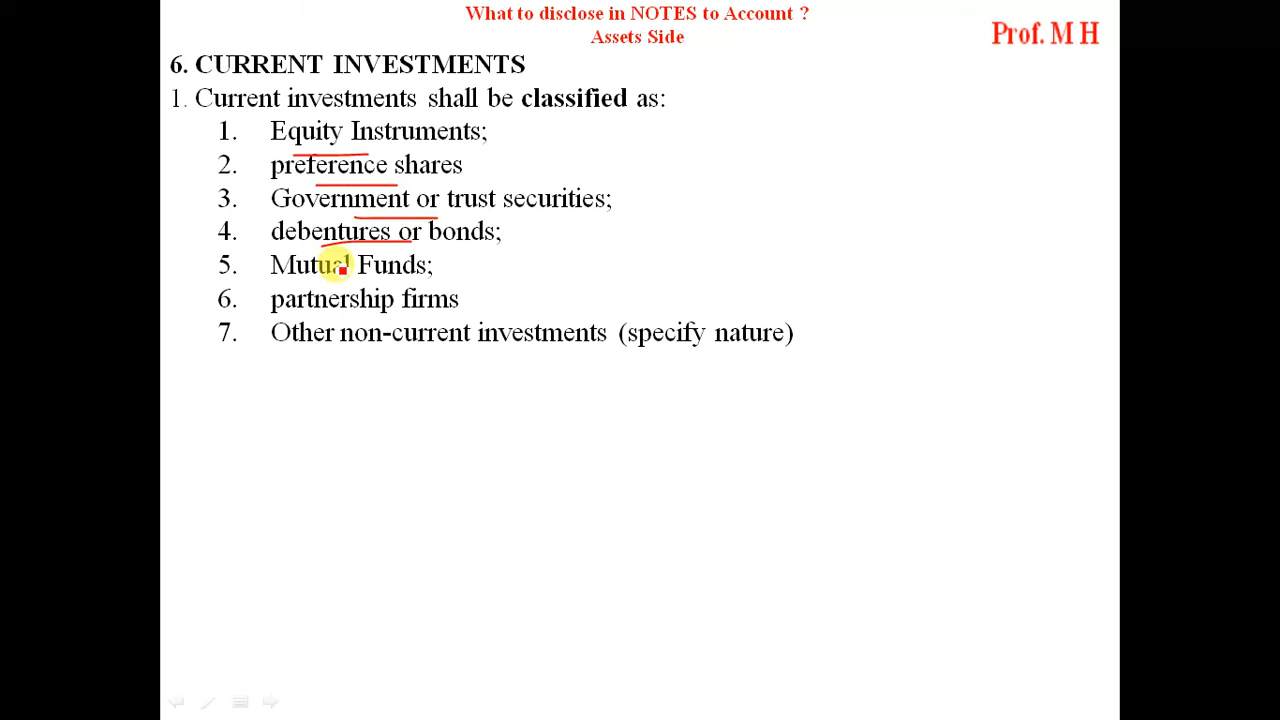 What to disclose in NOTES to Account ?
Assets Side
Prof. M H
6. CURRENT INVESTMENTS
1. Current investments shall be classified as:
1. Equity Instruments;
2. preference shares
3. Government or trust securities;
4. debentures or bonds;
5. Mutual Funds;
6. partnership firms
7. Other non-current investments (specify nature)